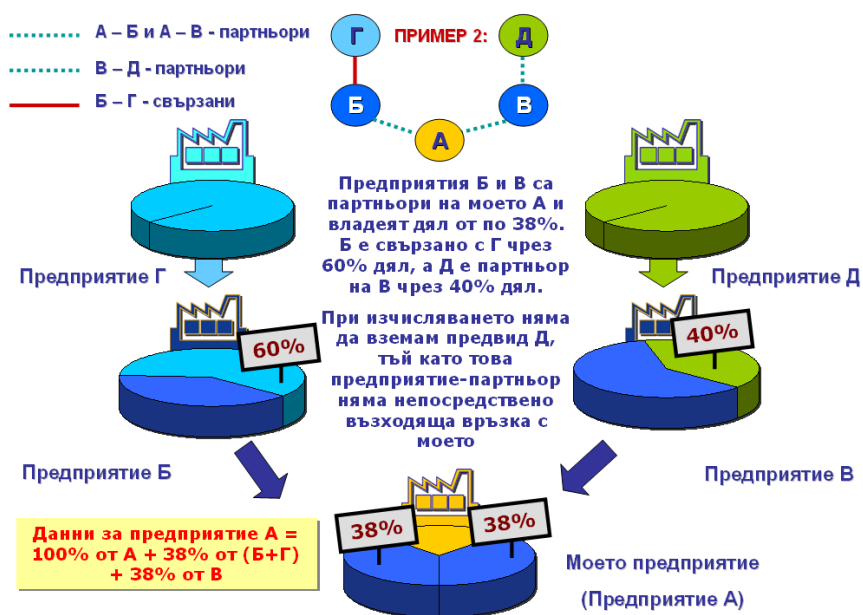 А – Б и А – В - партньори
В – Д - партньори
Б – Г - свързани
Г
ПРИМЕР 2:
Д
Б
В
А
Предприятия Б и В са
партньори на моето А и
владеят дял от по 38%.
Б е свързано с Г чрез
60% дял, а Д е партньор
на В чрез 40% дял.
При изчисляването няма
да вземам предвид Д,
тъй като това
предприятие-партньор
няма непосредствено
възходяща връзка с
моето
Предприятие Г
Предприятие Д
60%
40%
Предприятие Б
Предприятие В
38%
38%
Данни за предприятие А =
100% от А + 38% от (Б+Г)
+ 38% от В
Моето предприятие
(Предприятие А)